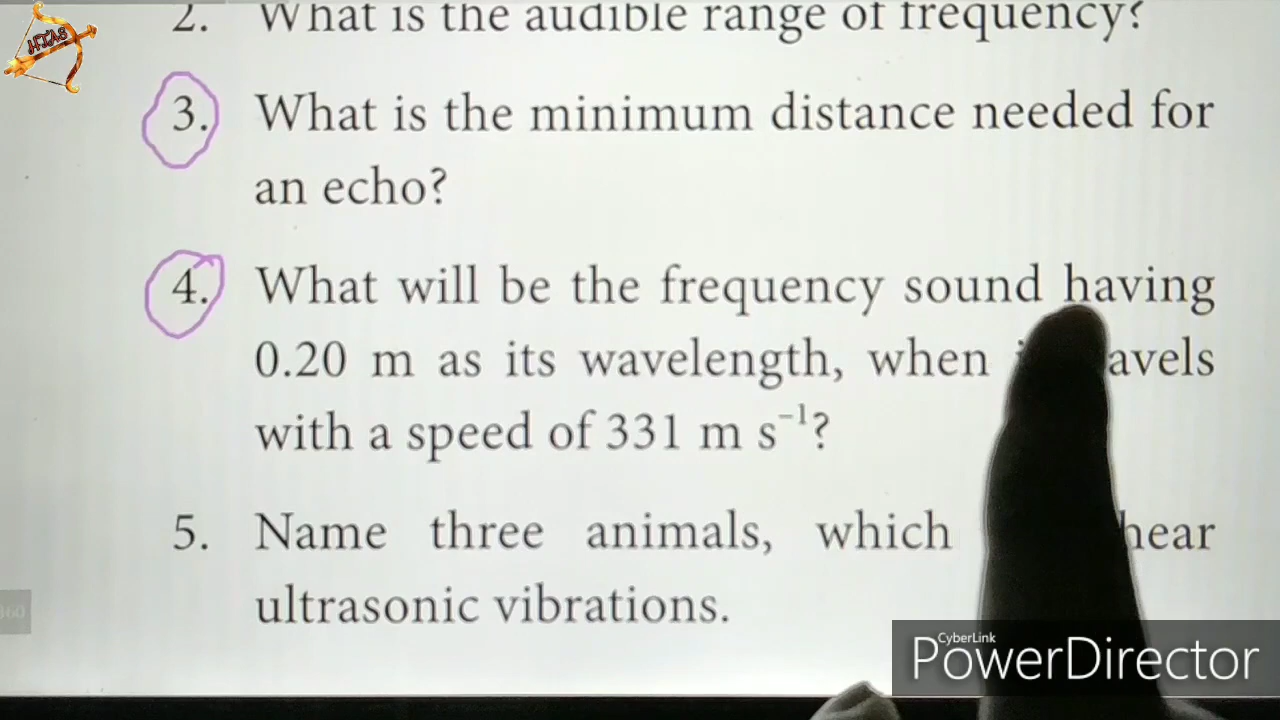 HTAS
2. What is the audible range of frequency?
3. What is the minimum distance needed for
an echo?
4. What will be the frequency sound having
0.20 m as its wavelength, when avels
with a speed of 331 m s⁻¹?
5. Name three animals, which hear
ultrasonic vibrations.
360
CyberLink
PowerDirector